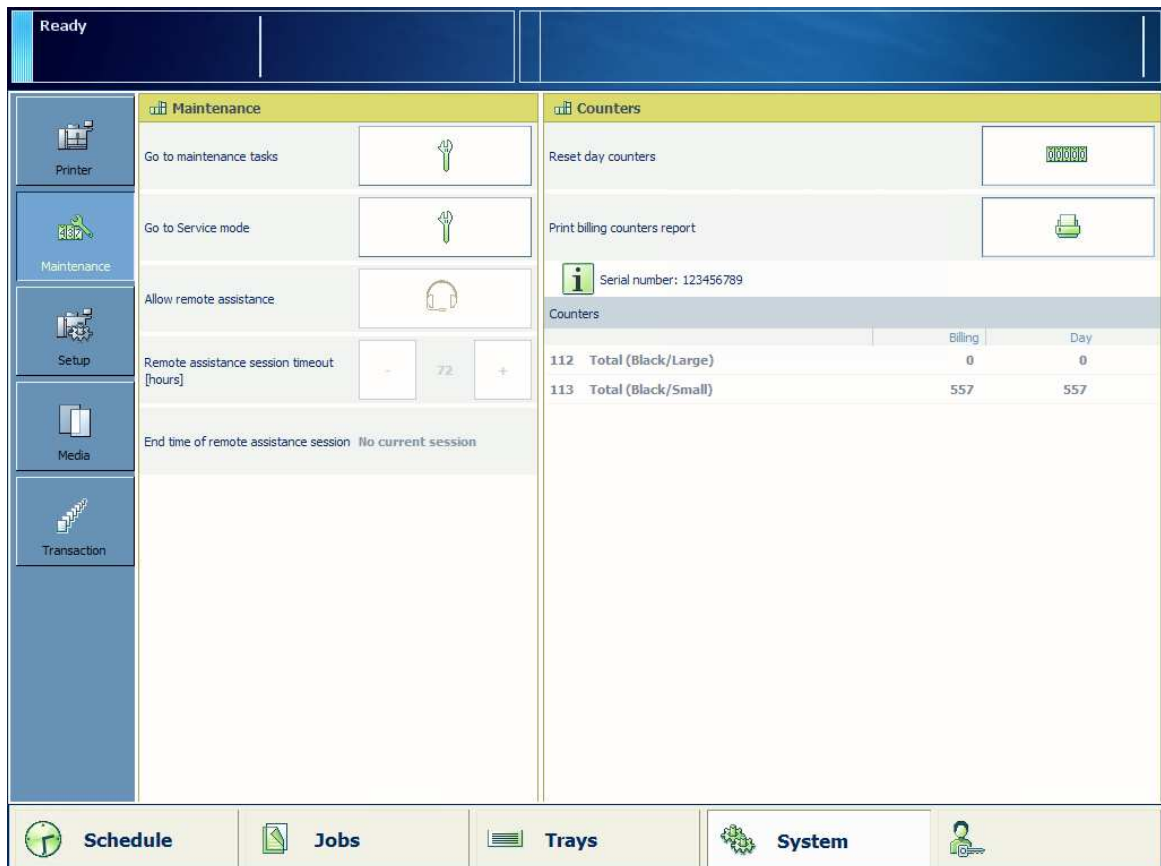 Ready
Printer
Maintenance
Setup
Media
Transaction
Maintenance
Go to maintenance tasks
Go to Service mode
Allow remote assistance
Remote assistance session timeout
[hours]
- 72 +
End time of remote assistance session No current session
Counters
Reset day counters
00000
Print billing counters report
i Serial number: 123456789
Counters
Billing Day
112 Total (Black/Large) 0 0
113 Total (Black/Small) 557 557
Schedule
Jobs
Trays
System